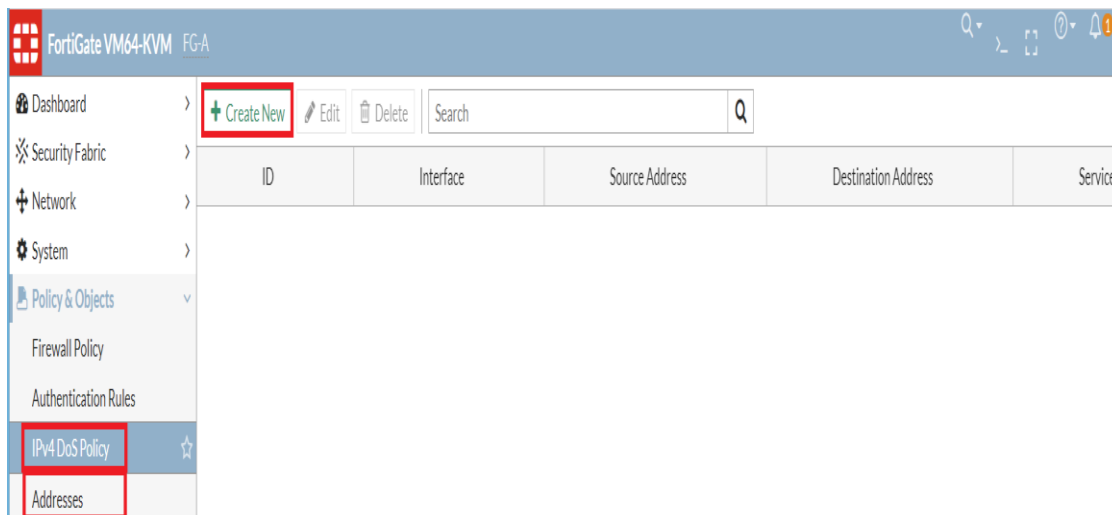 FortiGate VM64-KVM FG-A
>_ ? 1
Dashboard >
Security Fabric >
Network >
System >
Policy & Objects
Firewall Policy
Authentication Rules
IPv4 DoS Policy
Addresses
+ Create New Edit Delete Search
ID Interface Source Address Destination Address Service